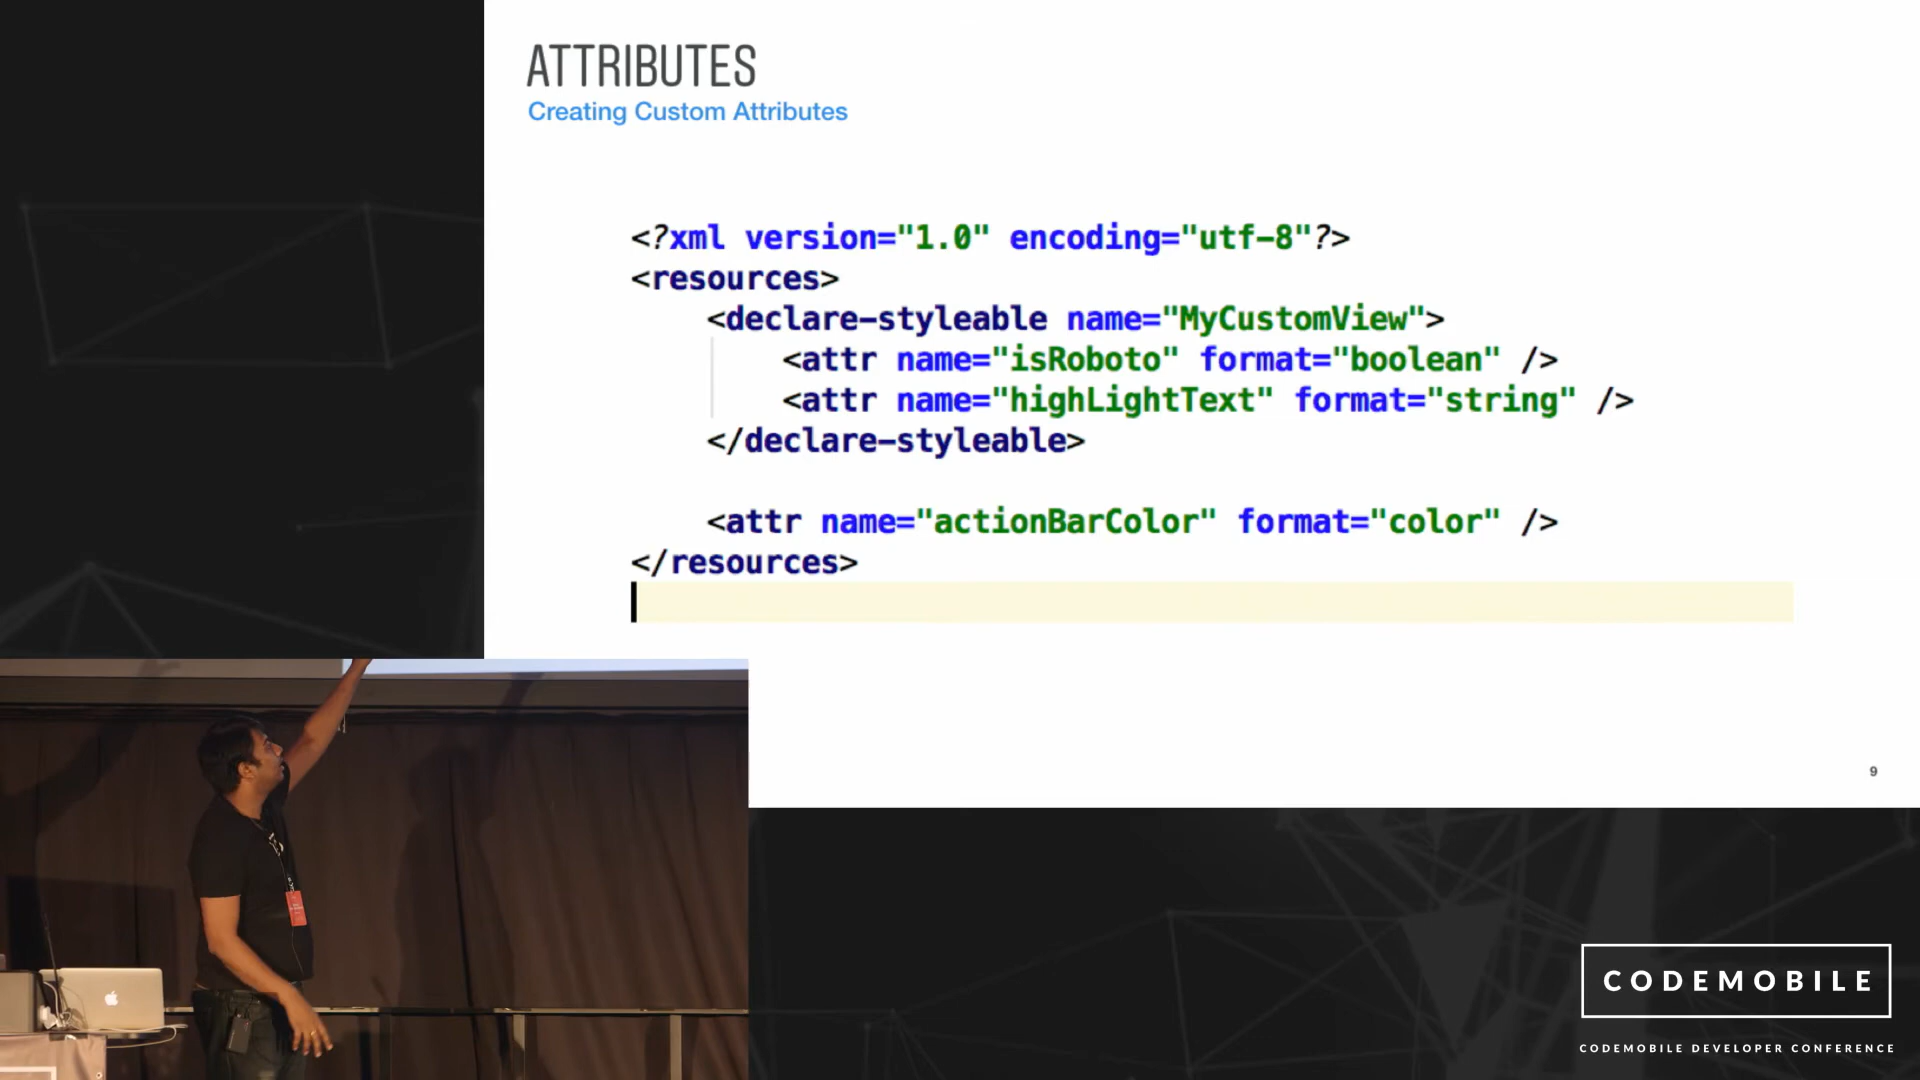 ATTRIBUTES
Creating Custom Attributes
<?xml version="1.0" encoding="utf-8"?>
<resources>
<declare-styleable name="MyCustomView">
<attr name="isRoboto" format="boolean" />
<attr name="highLightText" format="string" />
</declare-styleable>
<attr name="actionBarColor" format="color" />
</resources>
9
CODEMOBILE
CODEMOBILE DEVELOPER CONFERENCE